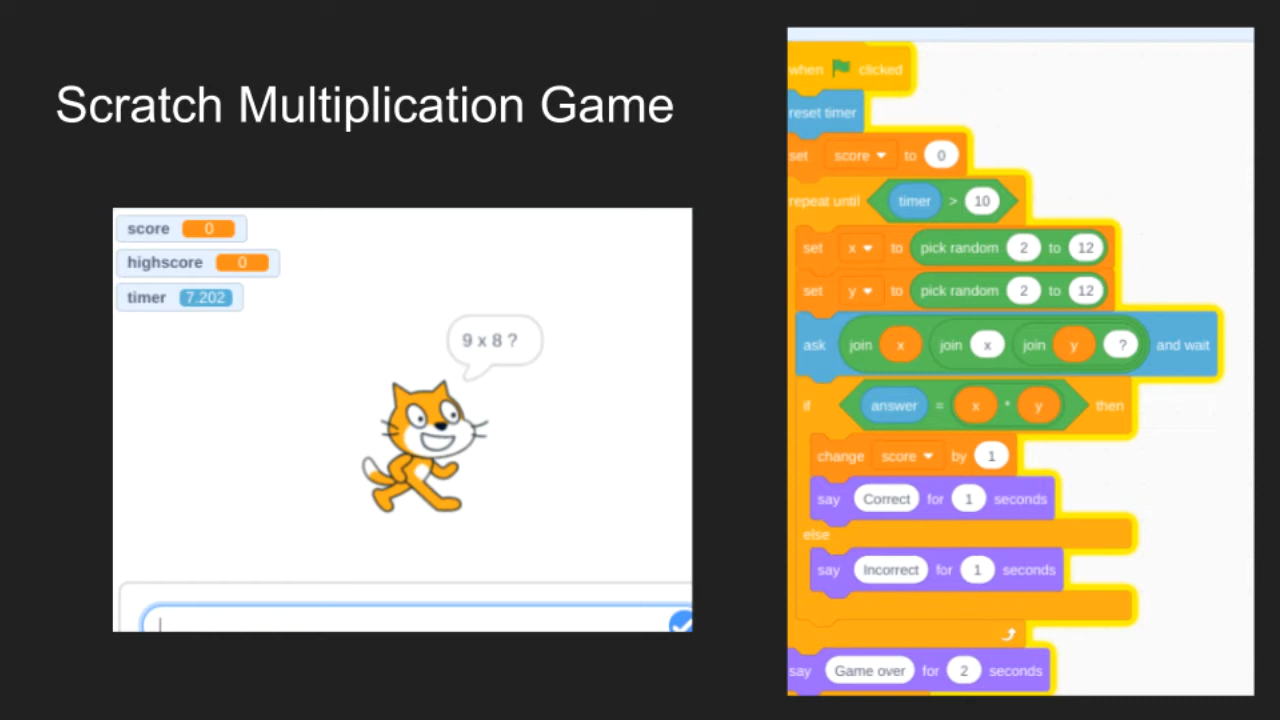 Scratch Multiplication Game
score 0
highscore 0
timer 7.202
9 x 8 ?
when clicked
reset timer
set score to 0
repeat until timer > 10
set x to pick random 2 to 12
set y to pick random 2 to 12
ask join x join x join y ? and wait
if answer = x * y then
change score by 1
say Correct for 1 seconds
else
say Incorrect for 1 seconds
say Game over for 2 seconds